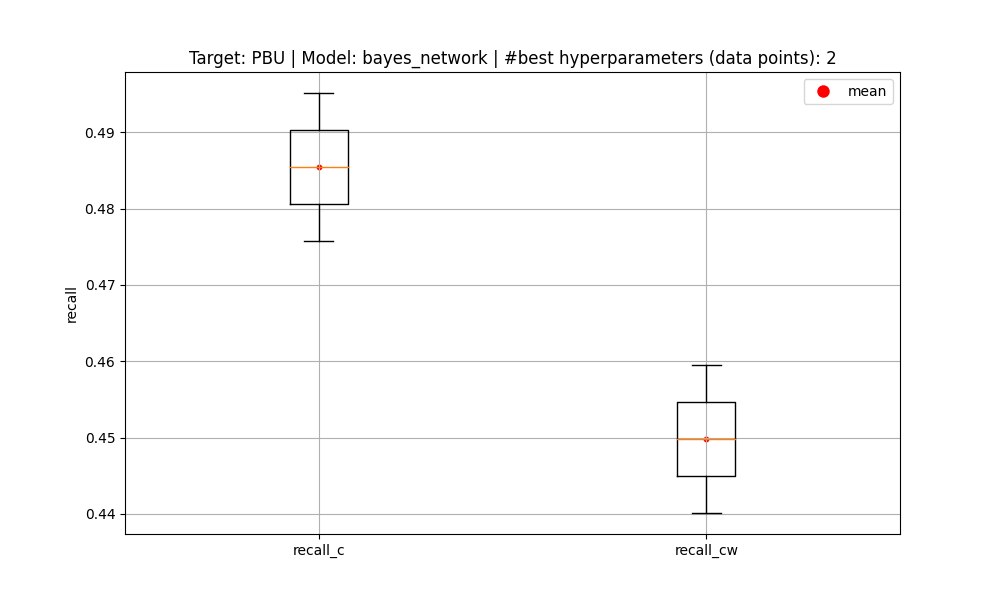 Target: PBU | Model: bayes_network | #best hyperparameters (data points): 2
mean
0.49
0.48
0.47
0.46
0.45
0.44
recall
recall_c
recall_cw